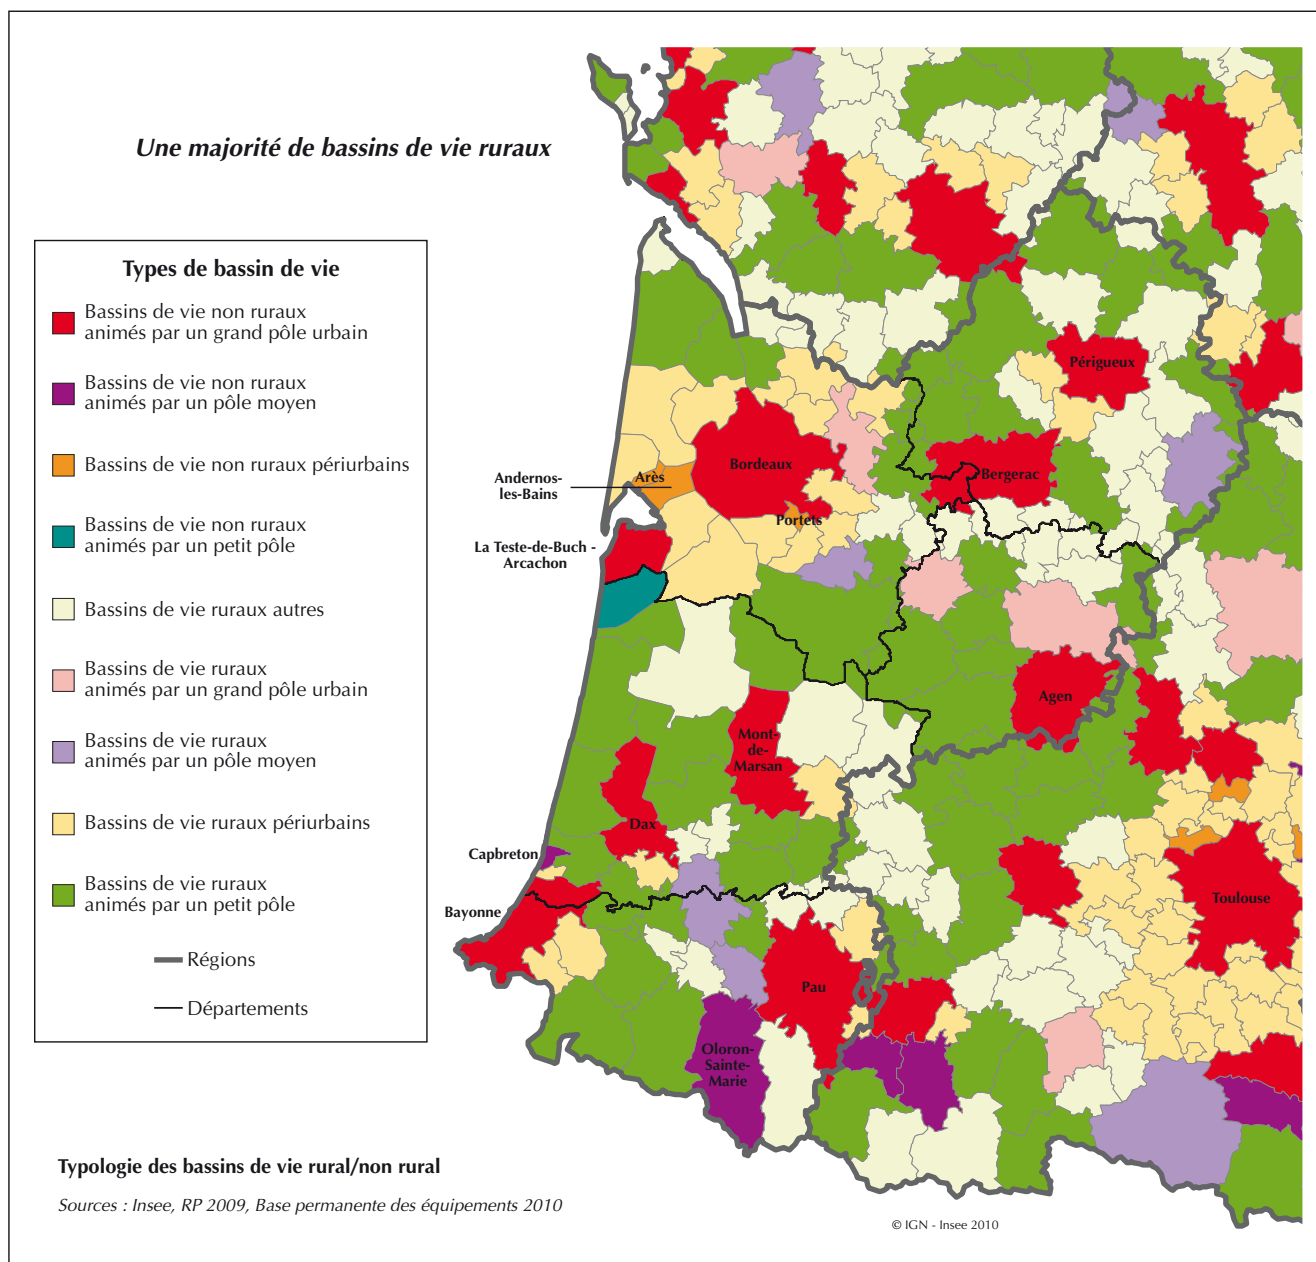 Une majorité de bassins de vie ruraux
Types de bassin de vie
Bassins de vie non ruraux
animés par un grand pôle urbain
Bassins de vie non ruraux
animés par un pôle moyen
Bassins de vie non ruraux périurbains
Bassins de vie non ruraux
animés par un petit pôle
Bassins de vie ruraux autres
Bassins de vie ruraux
animés par un grand pôle urbain
Bassins de vie ruraux
animés par un pôle moyen
Bassins de vie ruraux périurbains
Bassins de vie ruraux
animés par un petit pôle
Régions
Départements
Périgueux
Bordeaux
Bergerac
Andernos-
les-Bains
Arès
Portets
La Teste-de-Buch -
Arcachon
Agen
Mont-
de-
Marsan
Dax
Capbreton
Bayonne
Toulouse
Pau
Oloron-
Sainte-
Marie
Typologie des bassins de vie rural/non rural
Sources : Insee, RP 2009, Base permanente des équipements 2010
© IGN - Insee 2010